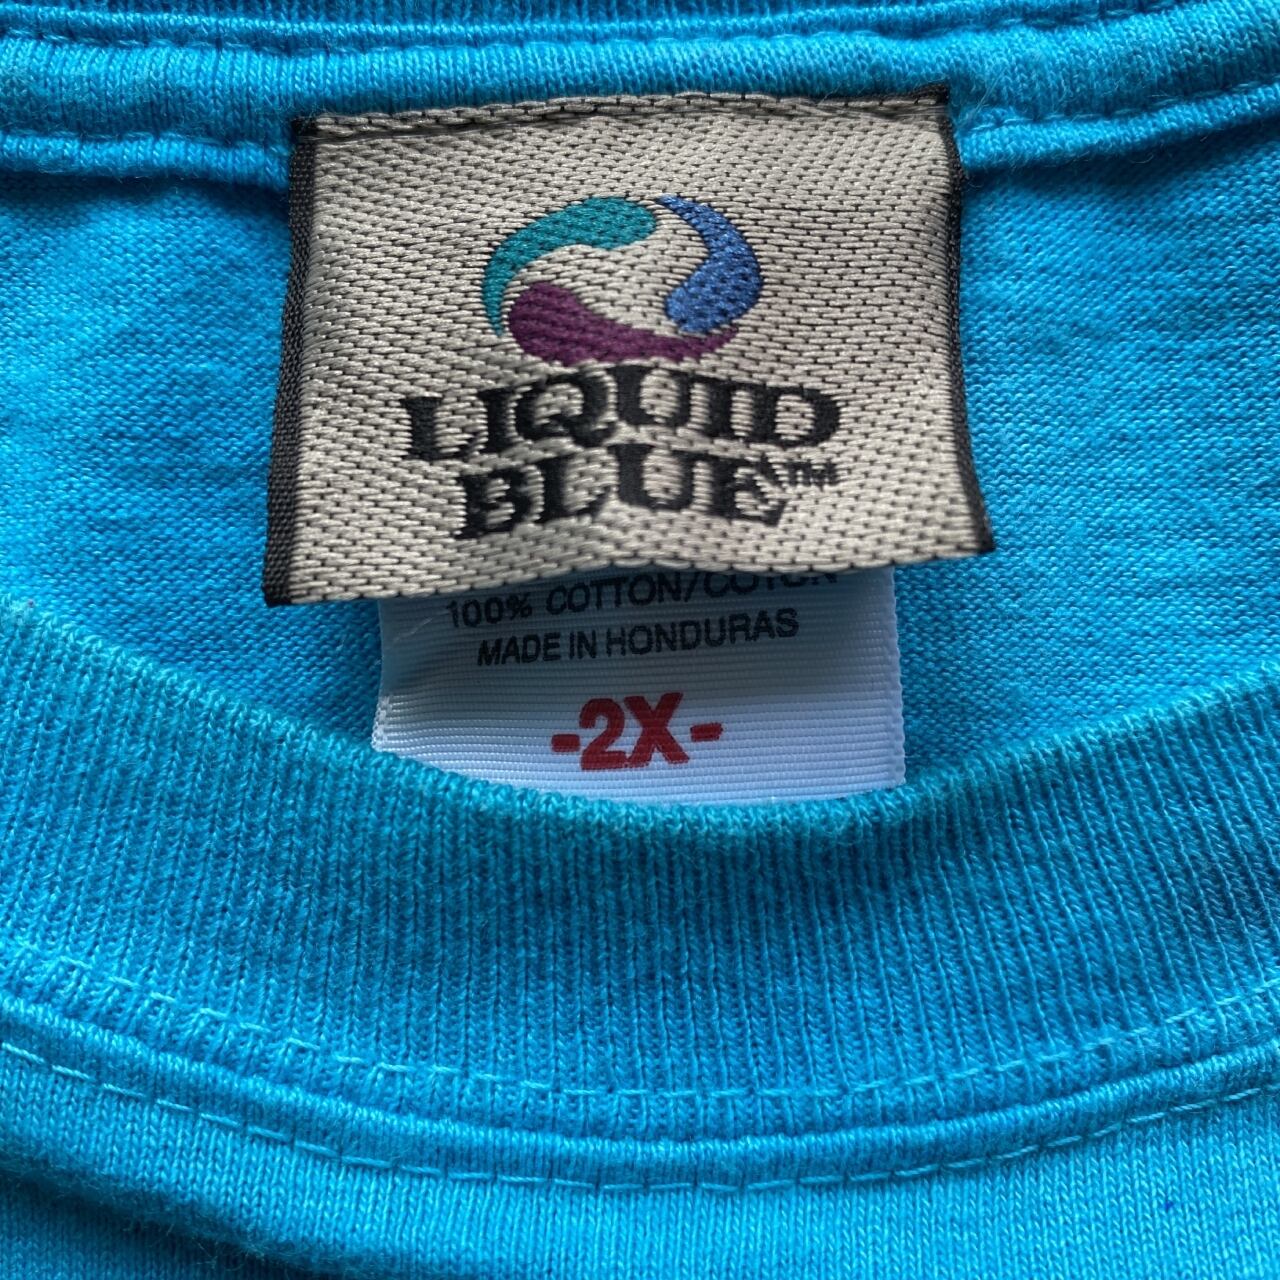 LIQUID
BLUE™
100% COTTON/COTON
MADE IN HONDURAS
-2X-